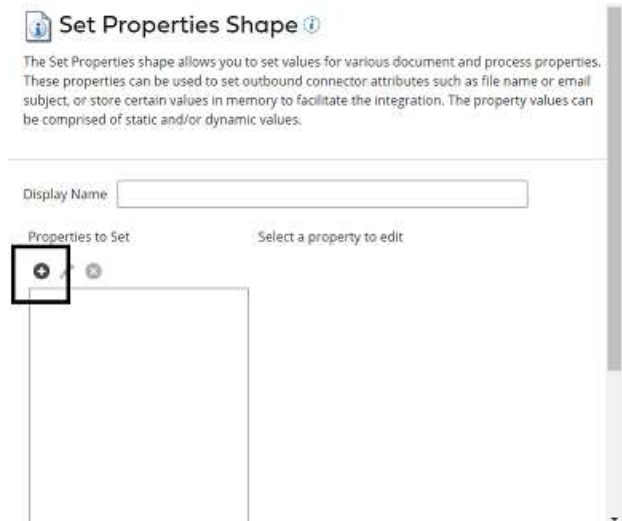 Set Properties Shape
The Set Properties shape allows you to set values for various document and process properties.
These properties can be used to set outbound connector attributes such as file name or email
subject, or store certain values in memory to facilitate the integration. The property values can
be comprised of static and/or dynamic values.
Display Name
Properties to Set Select a property to edit